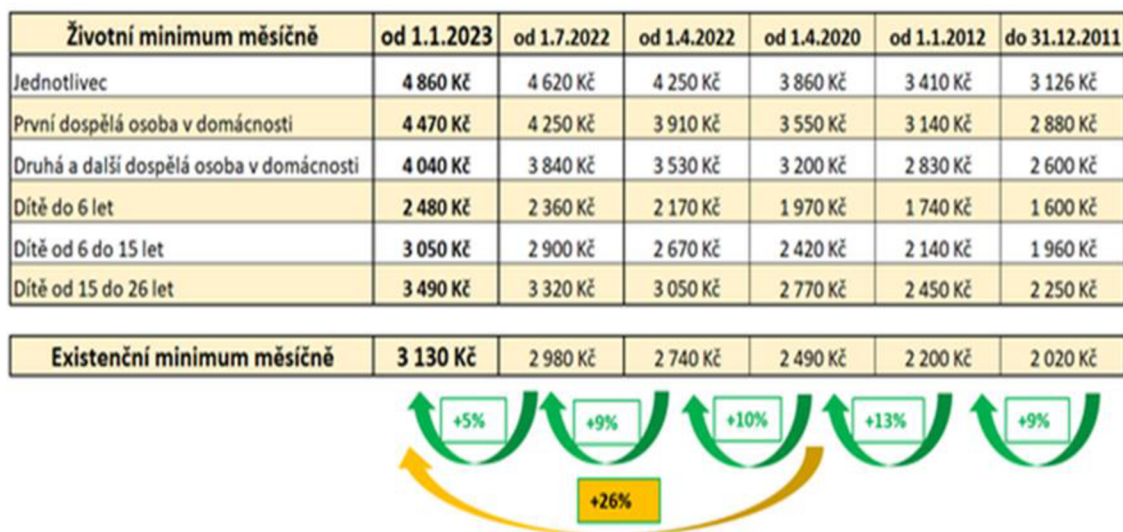 Životní minimum měsíčně od 1.1.2023 od 1.7.2022 od 1.4.2022 od 1.4.2020 od 1.1.2012 do 31.12.2011
Jednotlivec 4 860 Kč 4 620 Kč 4 250 Kč 3 860 Kč 3 410 Kč 3 126 Kč
První dospělá osoba v domácnosti 4 470 Kč 4 250 Kč 3 910 Kč 3 550 Kč 3 140 Kč 2 880 Kč
Druhá a další dospělá osoba v domácnosti 4 040 Kč 3 840 Kč 3 530 Kč 3 200 Kč 2 830 Kč 2 600 Kč
Dítě do 6 let 2 480 Kč 2 360 Kč 2 170 Kč 1 970 Kč 1 740 Kč 1 600 Kč
Dítě od 6 do 15 let 3 050 Kč 2 900 Kč 2 670 Kč 2 420 Kč 2 140 Kč 1 960 Kč
Dítě od 15 do 26 let 3 490 Kč 3 320 Kč 3 050 Kč 2 770 Kč 2 450 Kč 2 250 Kč
Existenční minimum měsíčně 3 130 Kč 2 980 Kč 2 740 Kč 2 490 Kč 2 200 Kč 2 020 Kč
+5% +9% +10% +13% +9%
+26%